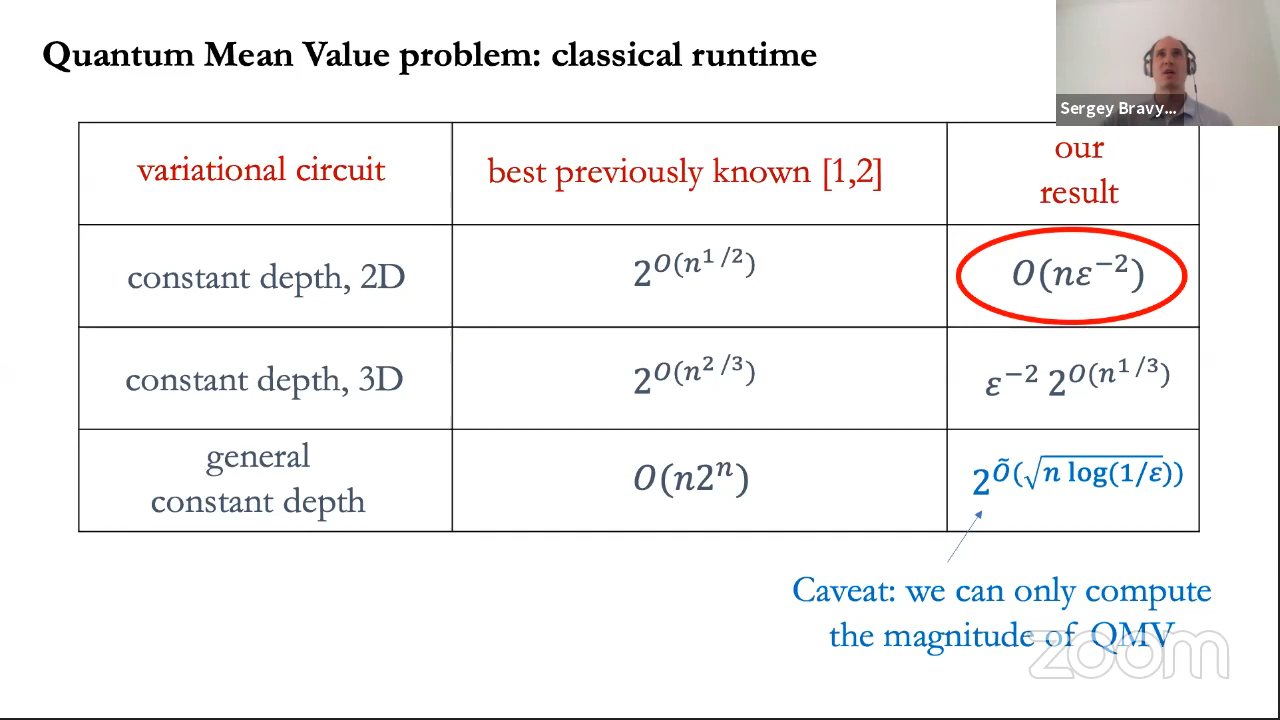 Quantum Mean Value problem: classical runtime
Sergey Bravy...
variational circuit
best previously known [1,2]
our
result
constant depth, 2D
2^{O(n^{1/2})}
O(nε^{−2})
constant depth, 3D
2^{O(n^{2/3})}
ε^{−2} 2^{O(n^{1/3})}
general
constant depth
O(n2^n)
2^{Õ(√(n log(1/ε)))}
Caveat: we can only compute
the magnitude of QMV
zoom